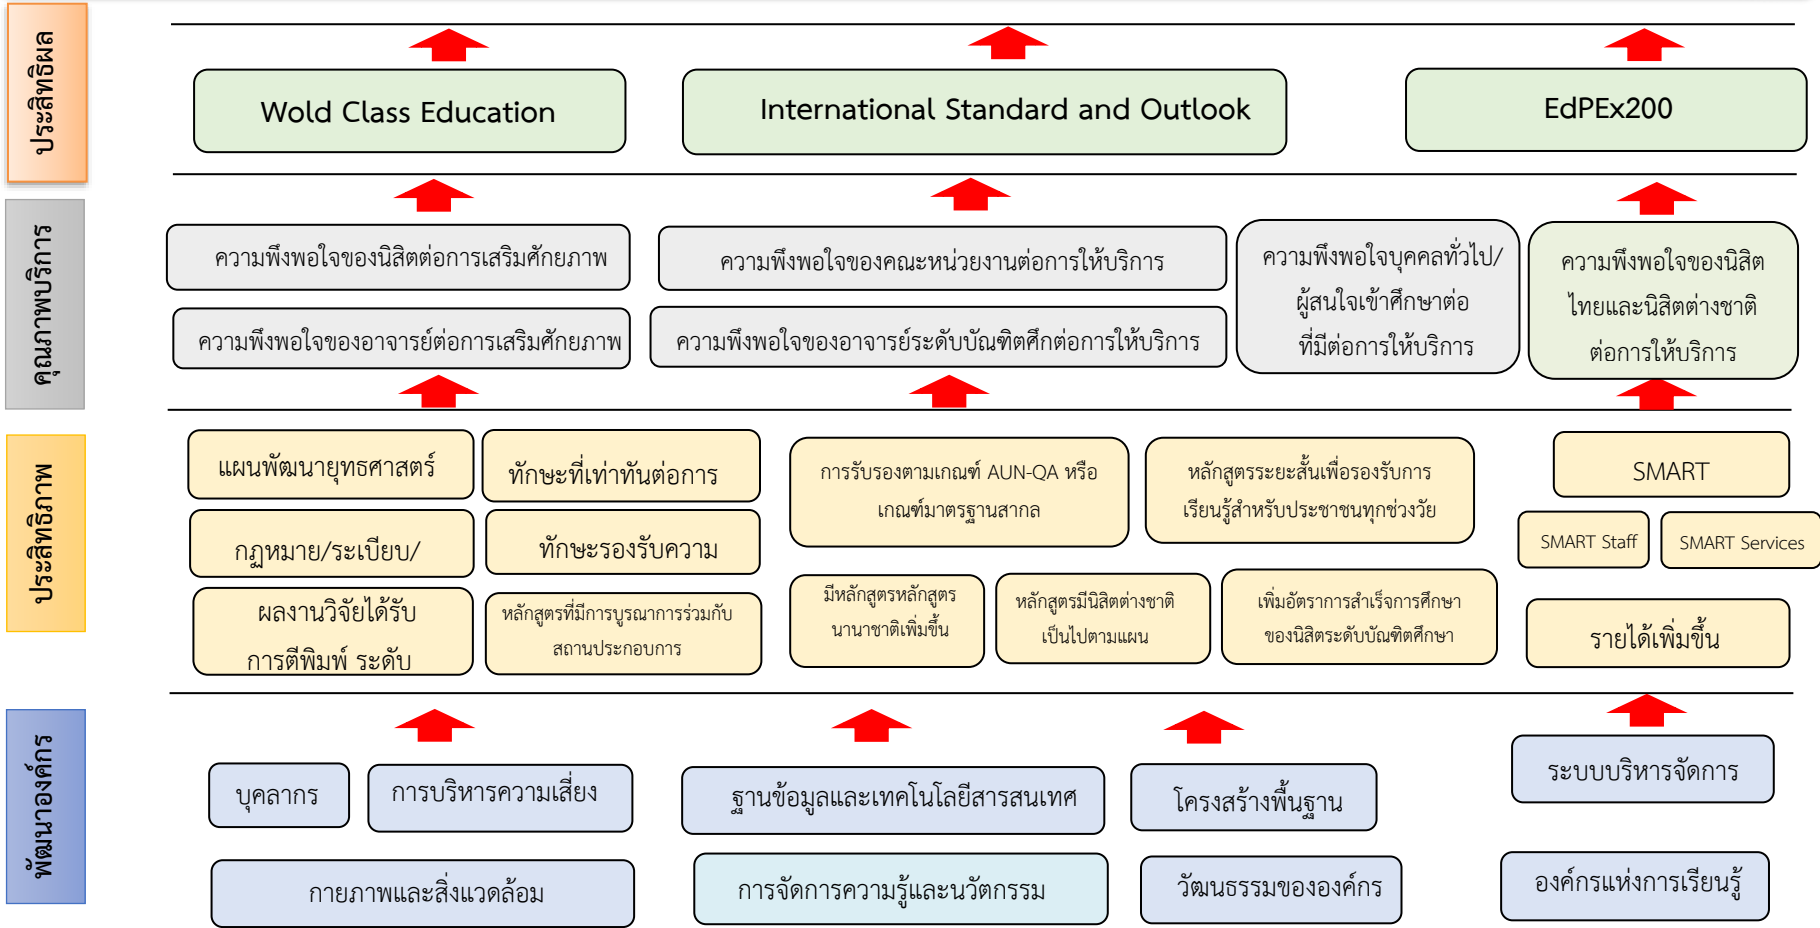 ประสิทธิผล
Wold Class Education
International Standard and Outlook
EdPEx200
คุณภาพบริการ
ความพึงพอใจของนิสิตต่อการเสริมศักยภาพ
ความพึงพอใจของอาจารย์ต่อการเสริมศักยภาพ
ความพึงพอใจของคณะหน่วยงานต่อการให้บริการ
ความพึงพอใจของอาจารย์ระดับบัณฑิตศึกต่อการให้บริการ
ความพึงพอใจบุคคลทั่วไป/
ผู้สนใจเข้าศึกษาต่อ
ที่มีต่อการให้บริการ
ความพึงพอใจของนิสิต
ไทยและนิสิตต่างชาติ
ต่อการให้บริการ
ประสิทธิภาพ
แผนพัฒนายุทธศาสตร์
ทักษะที่เท่าทันต่อการ
กฎหมาย/ระเบียบ/
ทักษะรองรับความ
ผลงานวิจัยได้รับ
การตีพิมพ์ ระดับ
หลักสูตรที่มีการบูรณาการร่วมกับ
สถานประกอบการ
การรับรองตามเกณฑ์ AUN-QA หรือ
เกณฑ์มาตรฐานสากล
หลักสูตรระยะสั้นเพื่อรองรับการ
เรียนรู้สำหรับประชาชนทุกช่วงวัย
มีหลักสูตรหลักสูตร
นานาชาติเพิ่มขึ้น
หลักสูตรมีนิสิตต่างชาติ
เป็นไปตามแผน
เพิ่มอัตราการสำเร็จการศึกษา
ของนิสิตระดับบัณฑิตศึกษา
SMART
SMART Staff
SMART Services
รายได้เพิ่มขึ้น
พัฒนาองค์กร
บุคลากร
การบริหารความเสี่ยง
ฐานข้อมูลและเทคโนโลยีสารสนเทศ
โครงสร้างพื้นฐาน
ระบบบริหารจัดการ
กายภาพและสิ่งแวดล้อม
การจัดการความรู้และนวัตกรรม
วัฒนธรรมขององค์กร
องค์กรแห่งการเรียนรู้